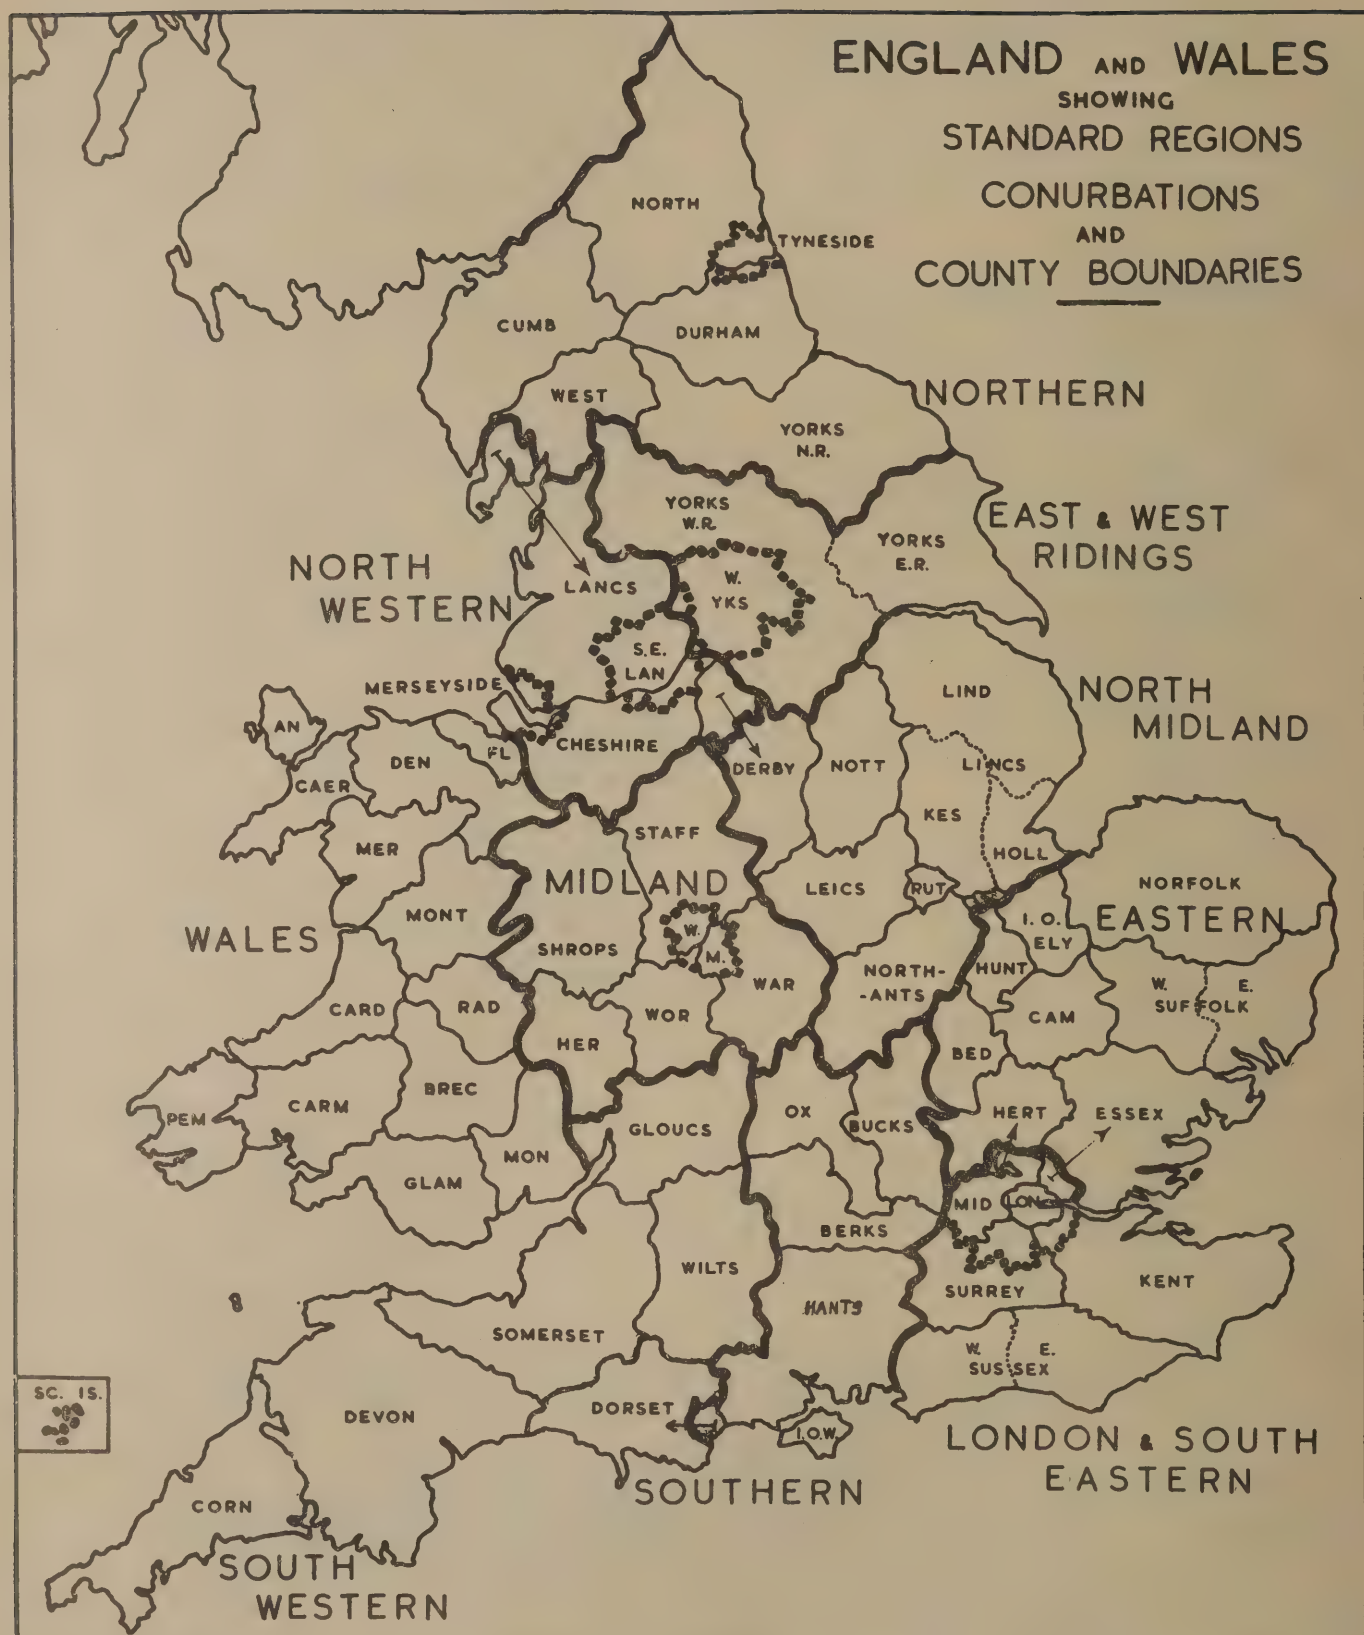 ENGLAND AND WALES
SHOWING
STANDARD REGIONS
CONURBATIONS
AND
COUNTY BOUNDARIES
NORTH
TYNESIDE
CUMB
DURHAM
WEST
NORTHERN
YORKS
N.R.
YORKS
W.R.
EAST & WEST
RIDINGS
YORKS
E.R.
NORTH
WESTERN
LANCS
W.
YKS
S.E.
LAN
MERSEYSIDE
LIND
NORTH
MIDLAND
AN
FL
CHESHIRE
DEN
CAER
DERBY
NOTT
LINCS
KES
STAFF
MER
HOLL
MIDLAND
LEICS
RUT
NORFOLK
EASTERN
I.O.
ELY
WALES
MONT
SHROPS
W.
M.
WAR
NORTH-
-ANTS
HUNT
W.
E.
SUFFOLK
CARD
RAD
WOR
CAM
HER
BED
BREC
PEM
CARM
GLOUCS
OX
BUCKS
HERT
ESSEX
MON
GLAM
MID
LON
BERKS
WILTS
SURREY
KENT
HANTS
SOMERSET
W.
E.
SUSSEX
SC. IS.
DEVON
DORSET
I.O.W.
LONDON & SOUTH
EASTERN
SOUTHERN
CORN
SOUTH
WESTERN